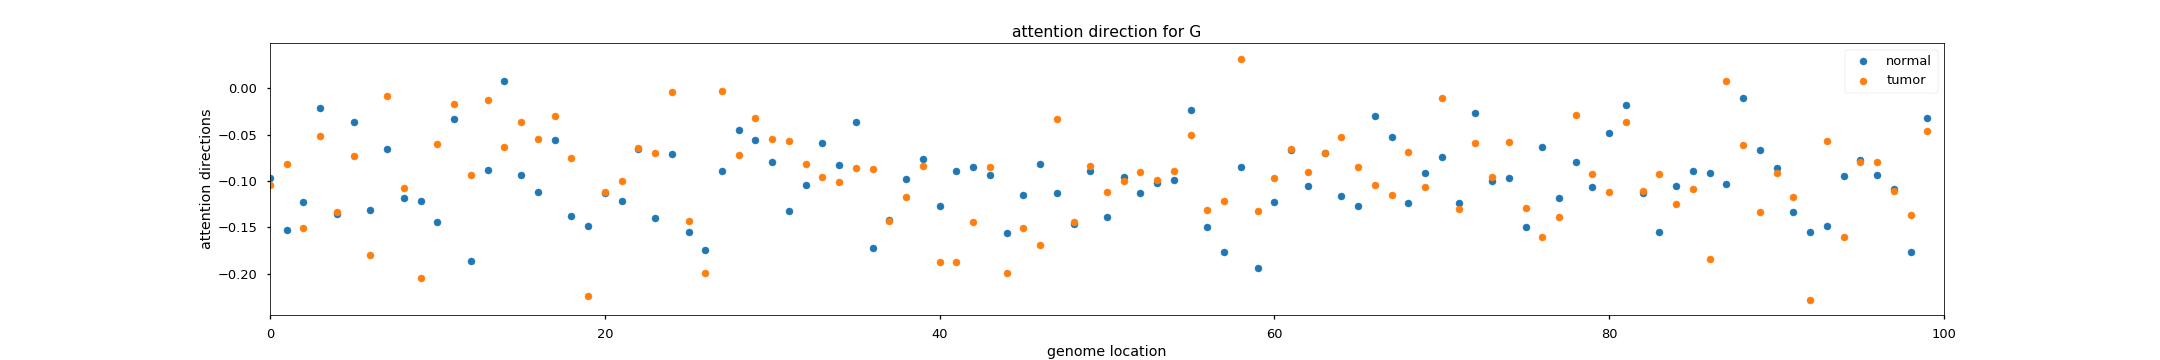 attention direction for G
normal
tumor
attention directions
0.00
−0.05
−0.10
−0.15
−0.20
0 20 40 60 80 100
genome location